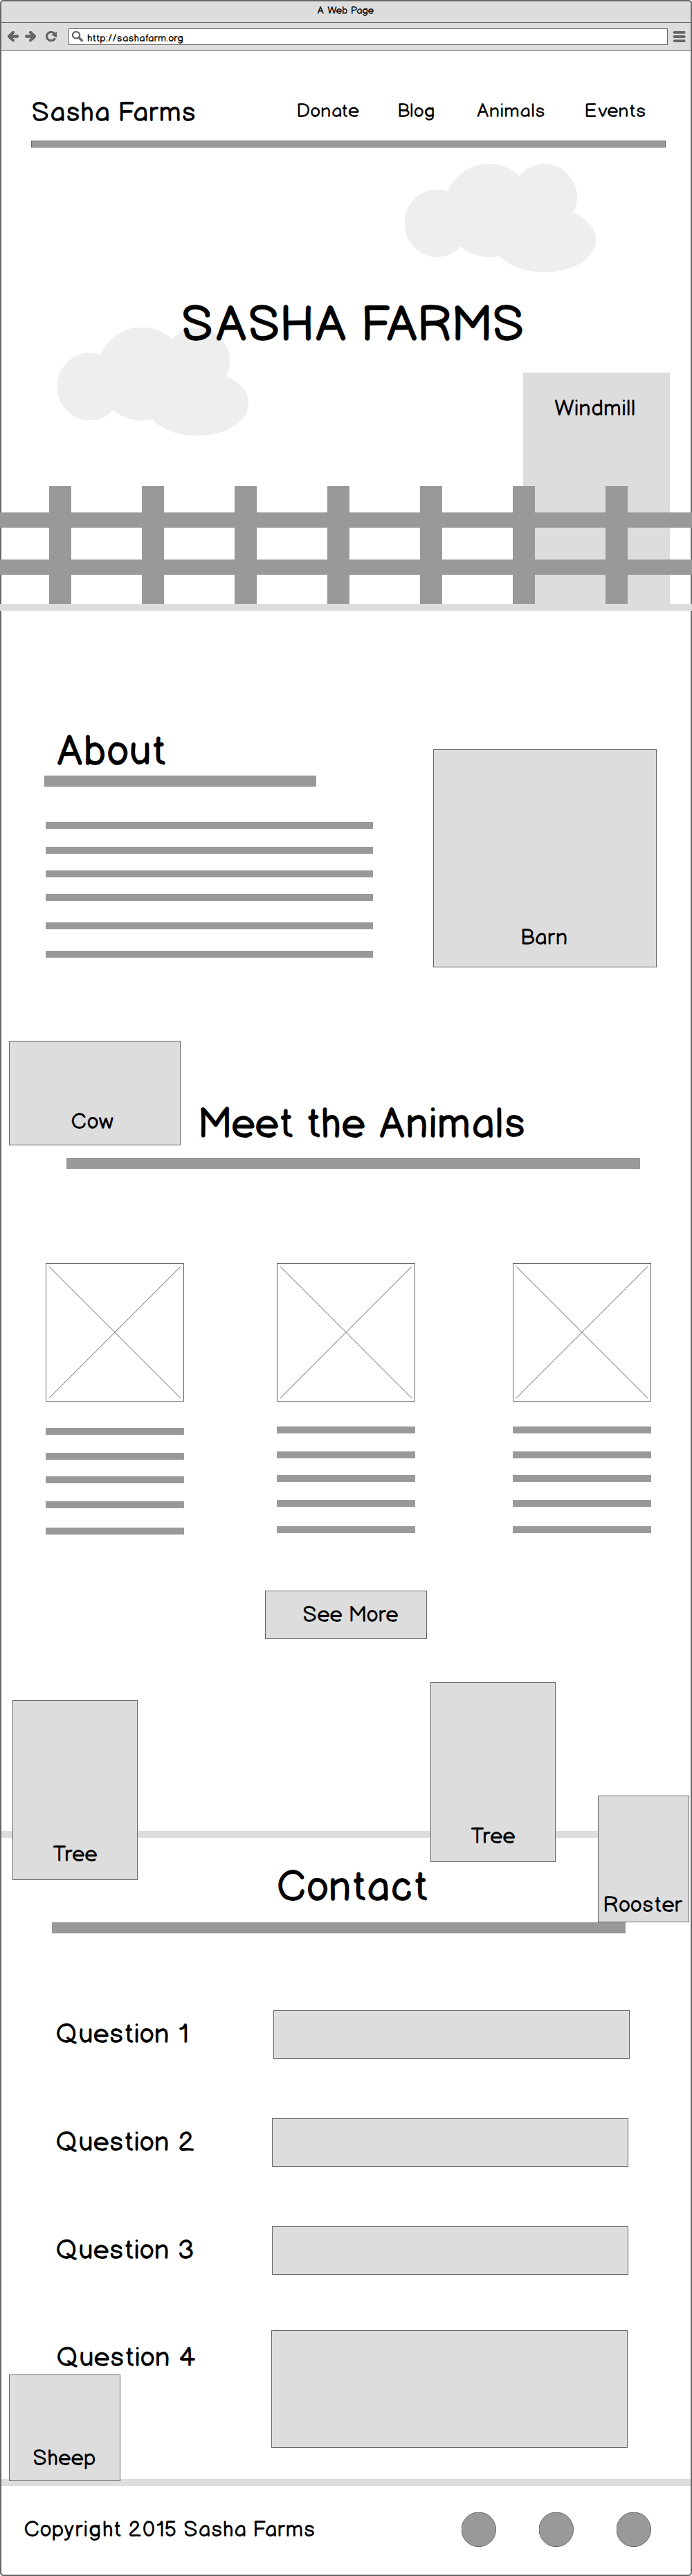 A Web Page
http://sashafarm.org
Sasha Farms
Donate
Blog
Animals
Events
SASHA FARMS
Windmill
About
Barn
Cow
Meet the Animals
See More
Tree
Tree
Rooster
Contact
Question 1
Question 2
Question 3
Question 4
Sheep
Copyright 2015 Sasha Farms